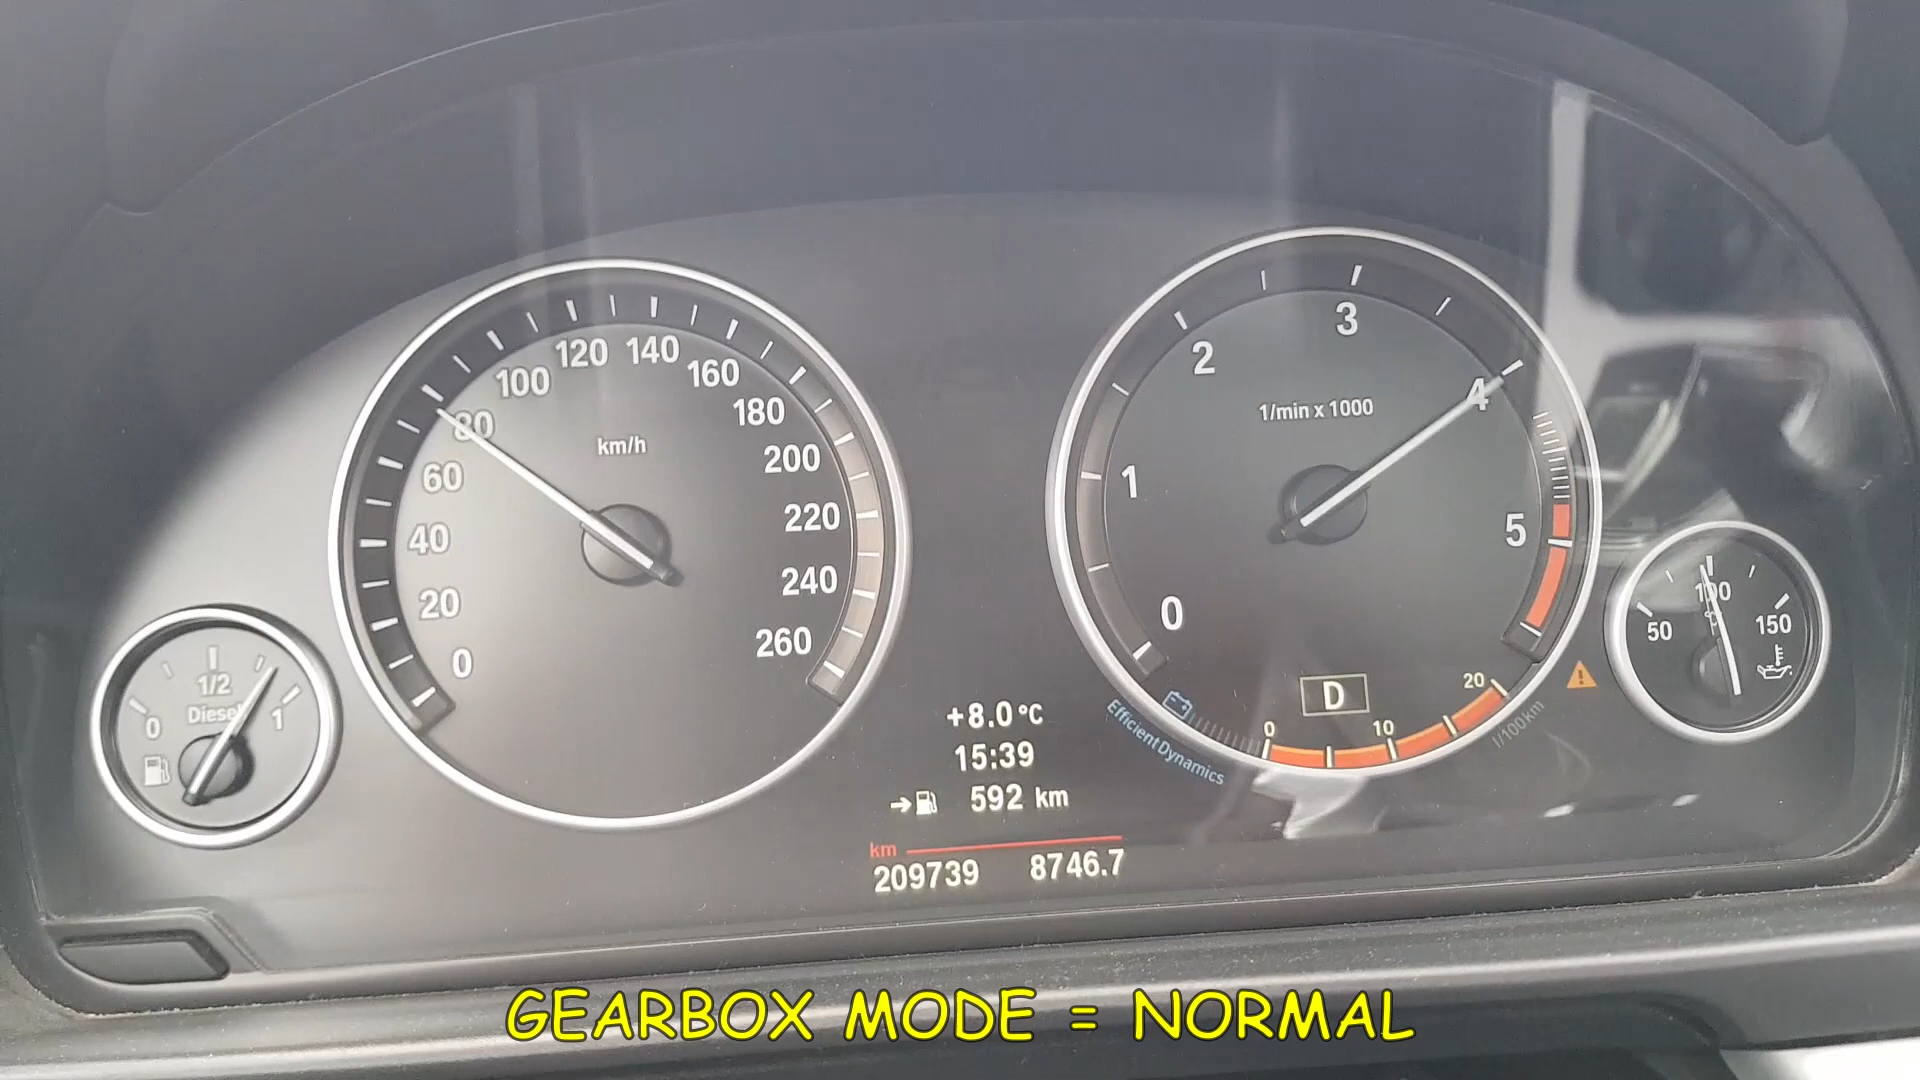 120 140
100 160
80 180
60 km/h 200
40 220
20 240
0 260
3
2 4
1/min x 1000
1 5
0
D
0 10 20
l/100km
EfficientDynamics
0 1/2 1
Diesel
50 100 150
+8.0 °C
15:39
592 km
km
209739 8746.7
GEARBOX MODE = NORMAL